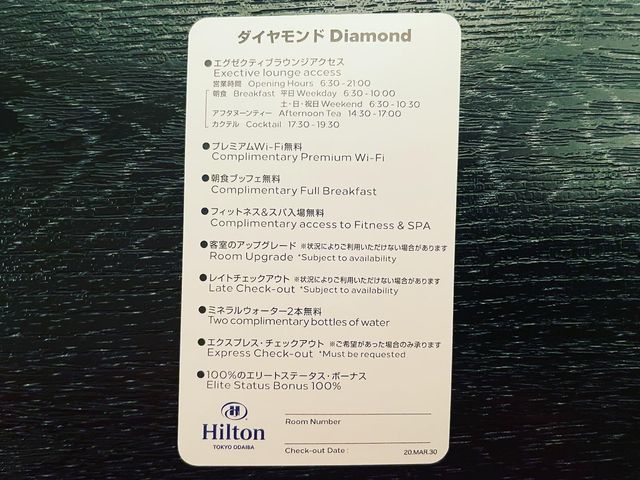 ダイヤモンド Diamond
● エグゼクティブラウンジアクセス
Exective lounge access
営業時間 Opening Hours 6:30 -21:00
朝食 Breakfast 平日 Weekday 6:30 -10:00
土・日・祝日 Weekend 6:30 -10:30
アフタヌーンティー Afternoon Tea 14:30 -17:00
カクテル Cocktail 17:30 -19:30
● プレミアムWi-Fi無料
Complimentary Premium Wi-Fi
● 朝食ブッフェ無料
Complimentary Full Breakfast
● フィットネス&スパ入場無料
Complimentary access to Fitness & SPA
● 客室のアップグレード ※状況によりご利用いただけない場合があります
Room Upgrade *Subject to availability
● レイトチェックアウト ※状況によりご利用いただけない場合があります
Late Check-out *Subject to availability
● ミネラルウォーター2本無料
Two complimentary bottles of water
● エクスプレス・チェックアウト ※ご希望があった場合のみ承ります
Express Check-out *Must be requested
● 100%のエリートステータス・ボーナス
Elite Status Bonus 100%
Hilton
TOKYO ODAIBA
Room Number
Check-out Date :
20.MAR.30